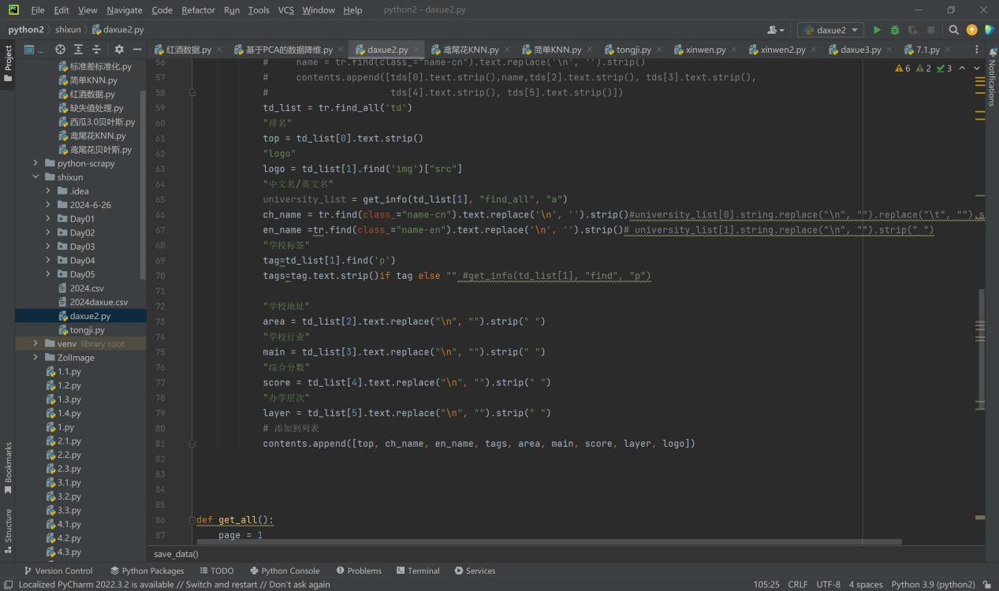 File Edit View Navigate Code Refactor Run Tools VCS Window Help python2 - daxue2.py
python2 shixun daxue2.py daxue2
Project ... 红酒数据.py 基于PCA的数据降维.py daxue2.py 鸢尾花KNN.py 简单KNN.py tongji.py xinwen.py xinwen2.py daxue3.py 7.1.py
Notifications
6 2 3
标准差标准化.py
简单KNN.py
红酒数据.py
缺失值处理.py
西瓜3.0贝叶斯.py
鸢尾花KNN.py
鸢尾花贝叶斯.py
python-scrapy
shixun
.idea
2024-6-26
Day01
Day02
Day03
Day04
Day05
2024.csv
2024daxue.csv
daxue2.py
tongji.py
venv library root
ZolImage
1.1.py
1.2.py
1.3.py
1.4.py
1.py
2.1.py
2.2.py
2.3.py
3.1.py
3.2.py
3.3.py
4.1.py
4.2.py
4.3.py
Bookmarks
Structure
56 # name = tr.find(class_="name-cn").text.replace('\n', '').strip()
57 # contents.append([tds[0].text.strip(),name,tds[2].text.strip(), tds[3].text.strip(),
58 # tds[4].text.strip(), tds[5].text.strip()])
59 td_list = tr.find_all('td')
60 "排名"
61 top = td_list[0].text.strip()
62 "logo"
63 logo = td_list[1].find('img')["src"]
64 "中文名/英文名"
65 university_list = get_info(td_list[1], "find_all", "a")
66 ch_name = tr.find(class_="name-cn").text.replace('\n', '').strip()#university_list[0].string.replace("\n", "").replace("\t", "").s
67 en_name =tr.find(class_="name-en").text.replace('\n', '').strip()# university_list[1].string.replace("\n", "").strip(" ")
68 "学校标签"
69 tag=td_list[1].find('p')
70 tags=tag.text.strip()if tag else "" #get_info(td_list[1], "find", "p")
71
72 "学校地址"
73 area = td_list[2].text.replace("\n", "").strip(" ")
74 "学校行业"
75 main = td_list[3].text.replace("\n", "").strip(" ")
76 "综合分数"
77 score = td_list[4].text.replace("\n", "").strip(" ")
78 "办学层次"
79 layer = td_list[5].text.replace("\n", "").strip(" ")
80 # 添加到列表
81 contents.append([top, ch_name, en_name, tags, area, main, score, layer, logo])
82
83
84
85
86 def get_all():
87 page = 1
save_data()
Version Control Python Packages TODO Python Console Problems Terminal Services
Localized PyCharm 2022.3.2 is available // Switch and restart // Don't ask again 105:25 CRLF UTF-8 4 spaces Python 3.9 (python2)